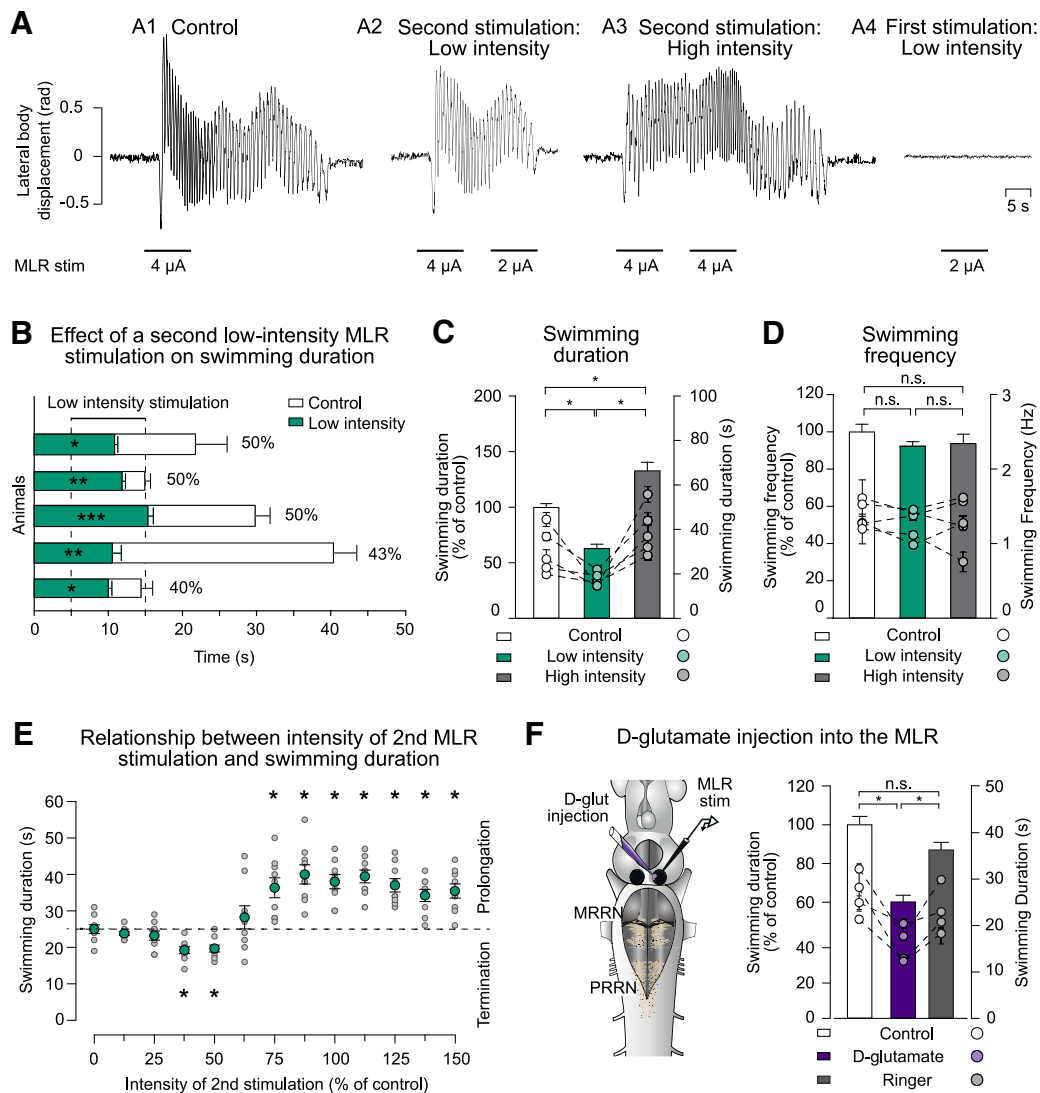 A
A1 Control
A2 Second stimulation:
Low intensity
A3 Second stimulation:
High intensity
A4 First stimulation:
Low intensity
Lateral body
displacement (rad)
0.5
0
-0.5
5 s
MLR stim
4 µA
4 µA
2 µA
4 µA
4 µA
2 µA
B Effect of a second low-intensity MLR
stimulation on swimming duration
Low intensity stimulation
Control
Low intensity
Animals
* 50%
** 50%
*** 50%
** 43%
* 40%
0 10 20 30 40 50
Time (s)
C Swimming
duration
Swimming duration
(% of control)
200
150
100
50
0
*
* *
100
80
60
40
20
0
Swimming duration (s)
Control
Low intensity
High intensity
D Swimming
frequency
Swimming frequency
(% of control)
120
100
80
60
40
20
0
n.s.
n.s. n.s.
3
2
1
0
Swimming Frequency (Hz)
Control
Low intensity
High intensity
E Relationship between intensity of 2nd MLR
stimulation and swimming duration
Swimming duration (s)
60
50
40
30
20
10
0
* * * * * * *
* *
Prolongation
Termination
0 25 50 75 100 125 150
Intensity of 2nd stimulation (% of control)
F D-glutamate injection into the MLR
D-glut
injection
MLR
stim
MRRN
PRRN
Swimming duration
(% of control)
120
100
80
60
40
20
0
n.s.
* *
50
40
30
20
10
0
Swimming Duration (s)
Control
D-glutamate
Ringer